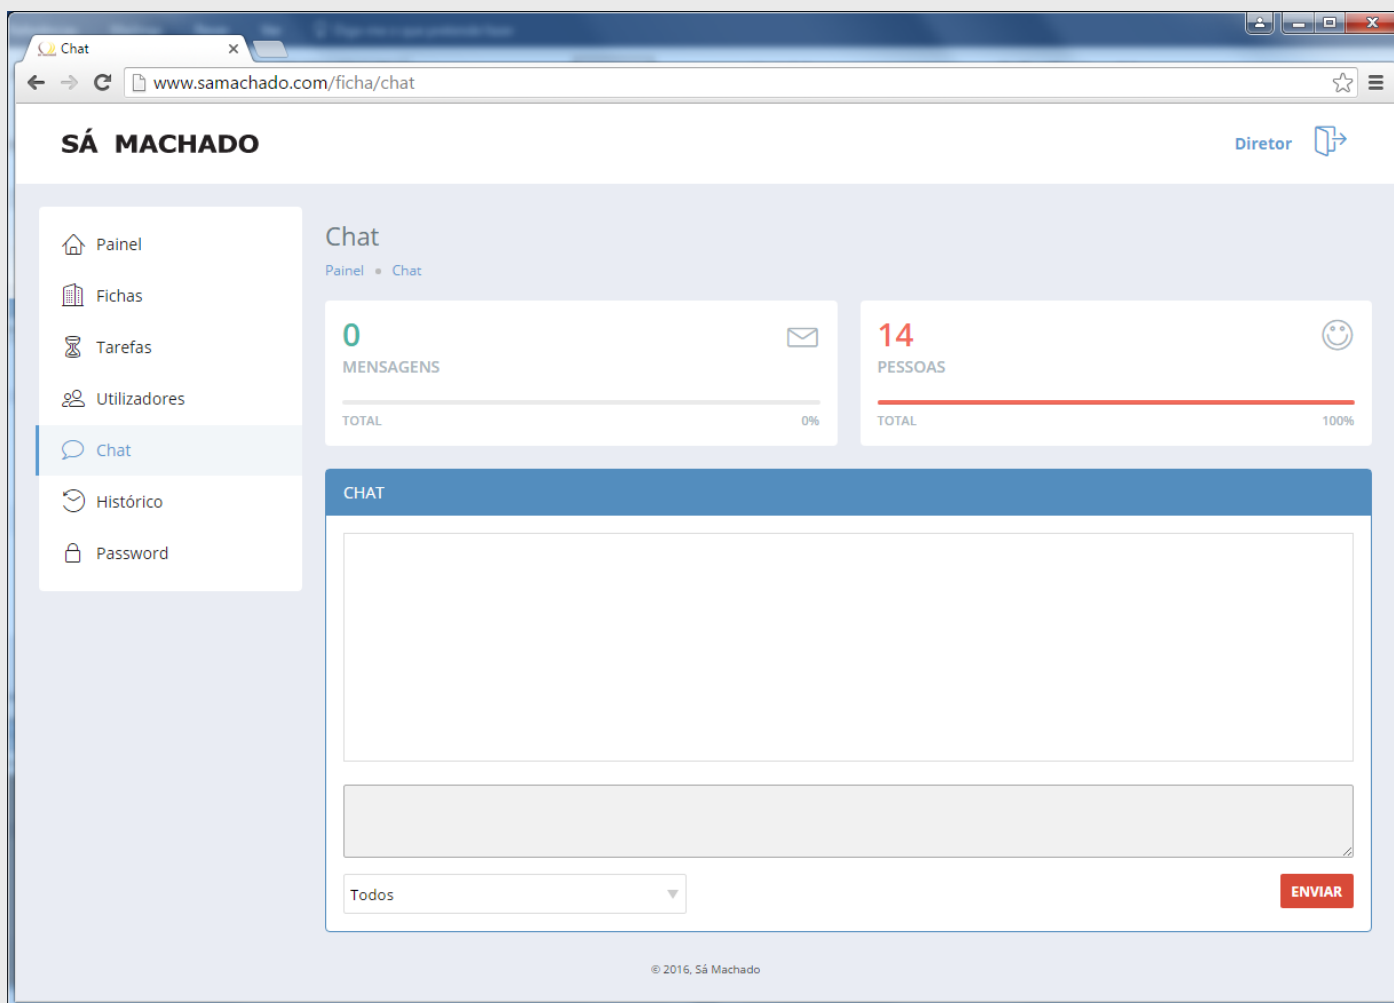 Chat
www.samachado.com/ficha/chat
SÁ MACHADO
Diretor
Painel
Fichas
Tarefas
Utilizadores
Chat
Histórico
Password
Chat
Painel • Chat
0
MENSAGENS
TOTAL 0%
14
PESSOAS
TOTAL 100%
CHAT
Todos
ENVIAR
© 2016, Sá Machado